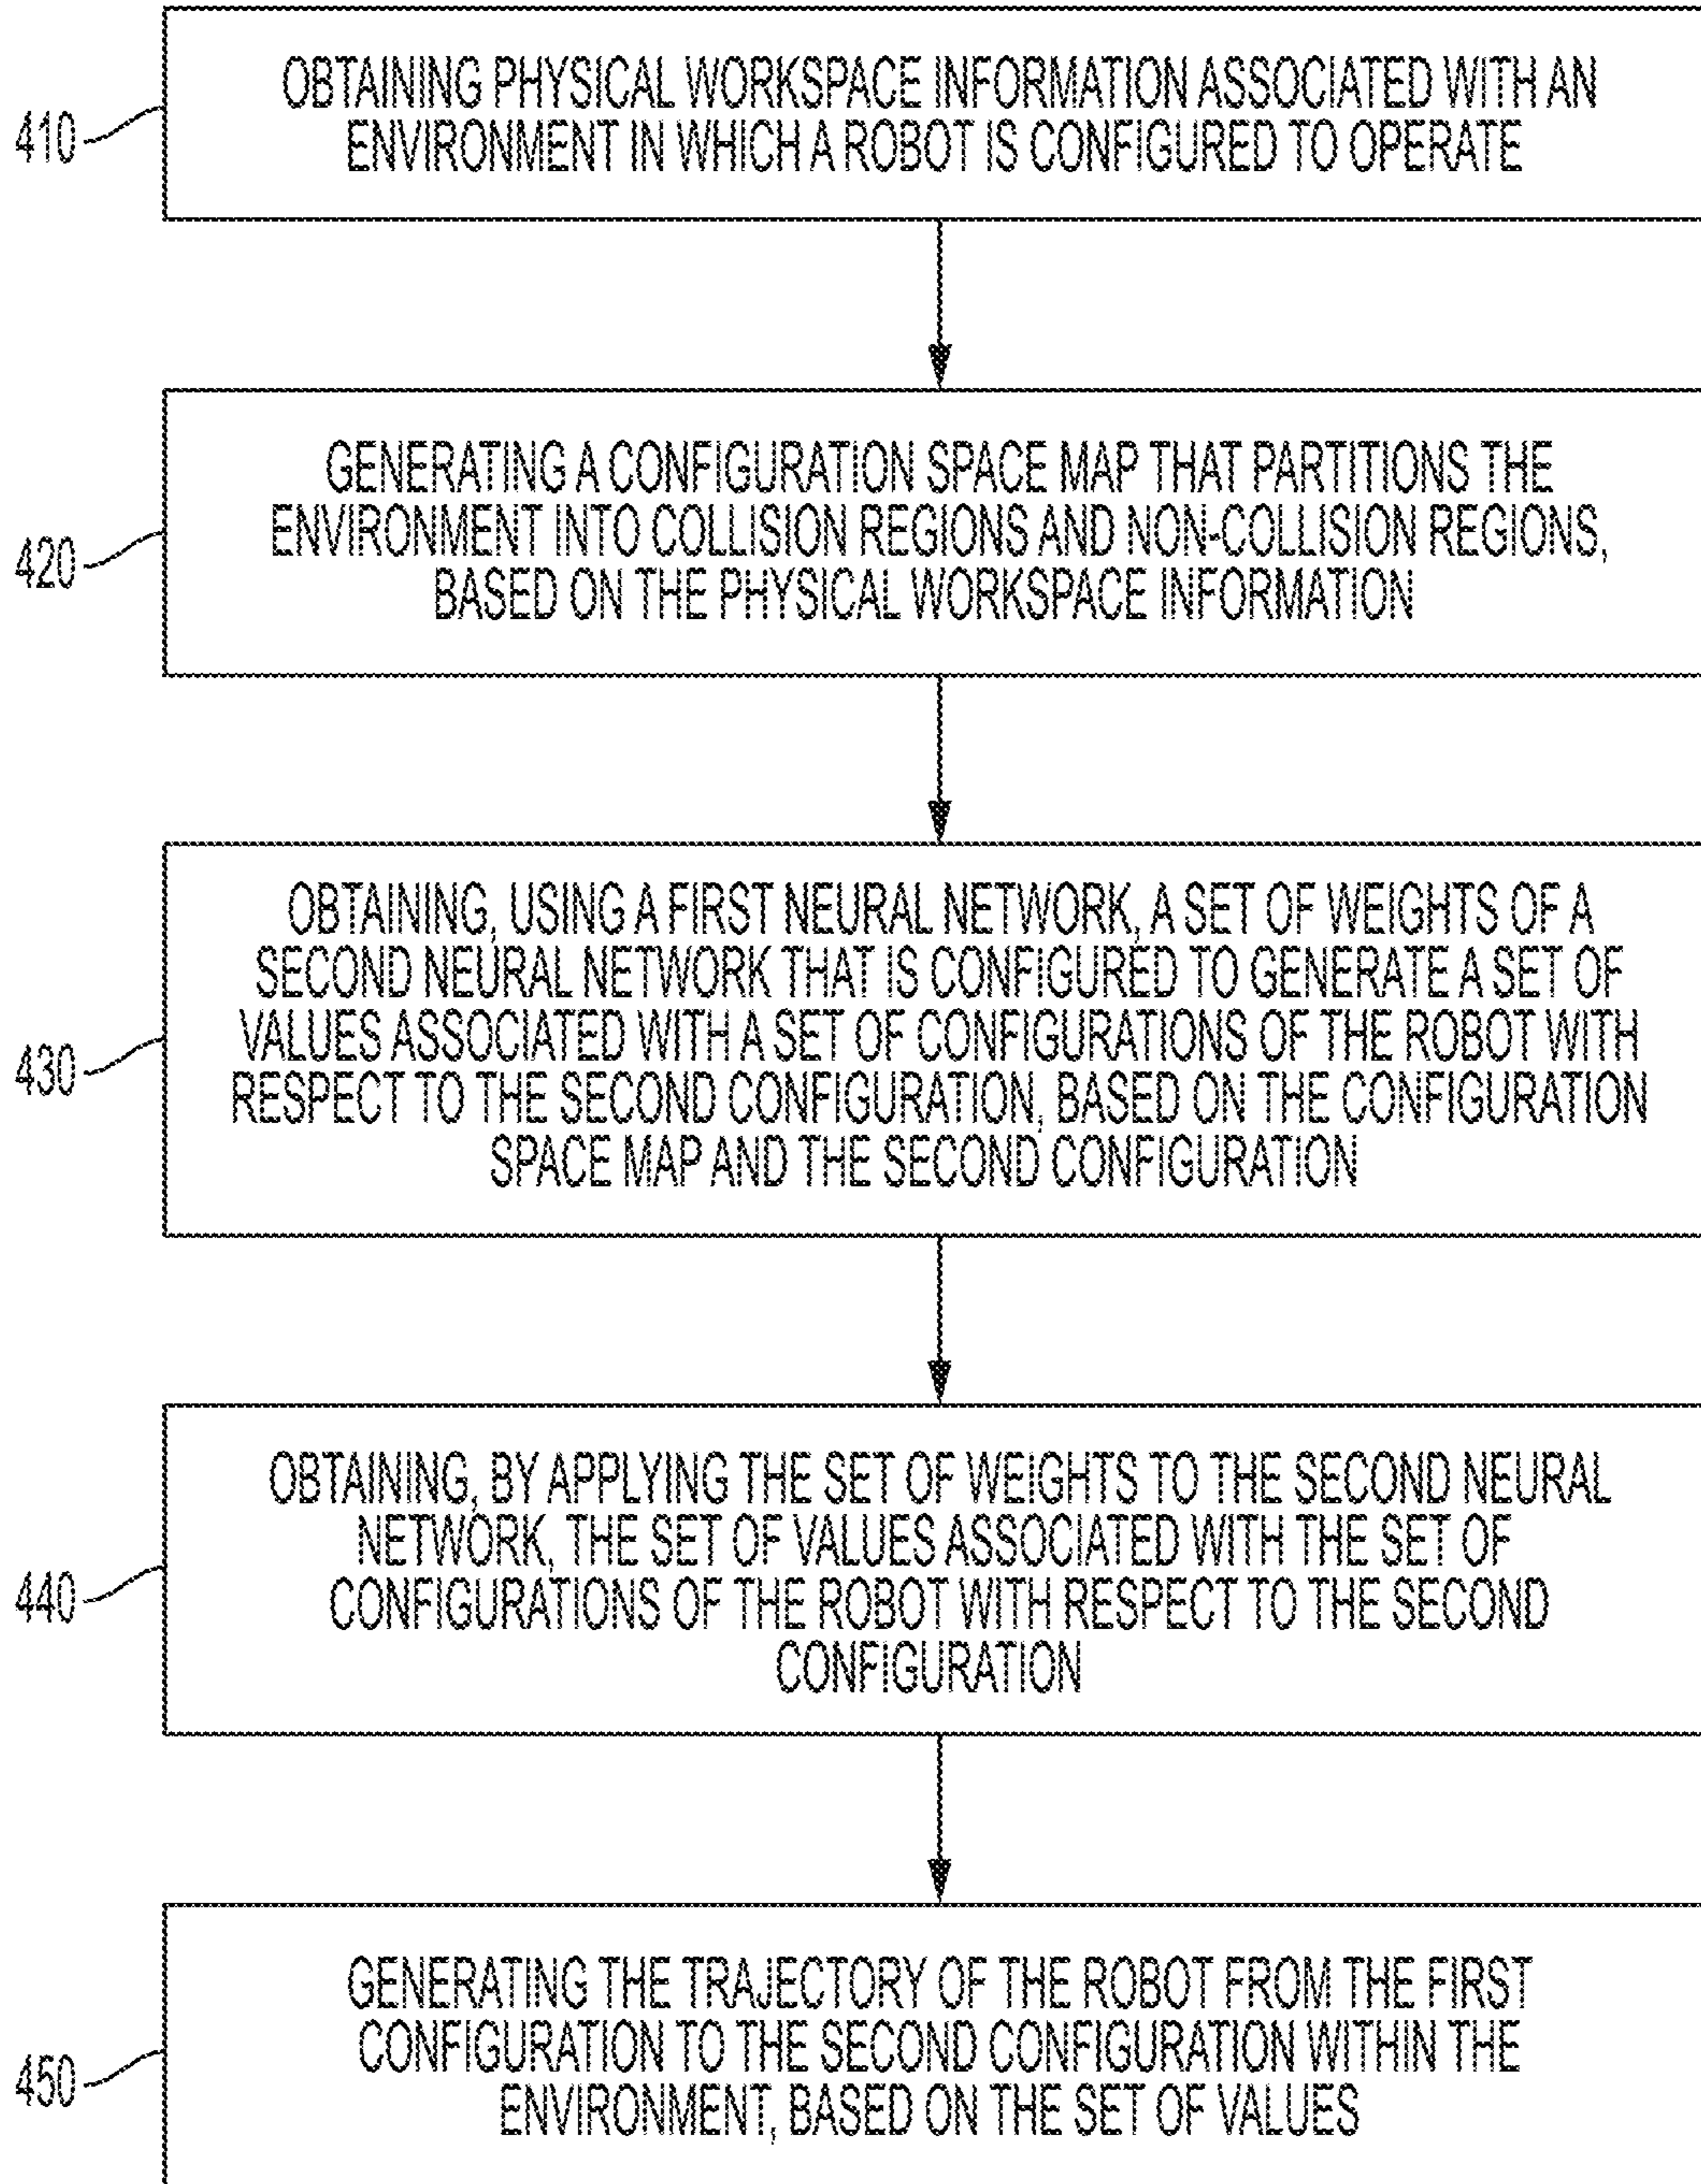 410
OBTAINING PHYSICAL WORKSPACE INFORMATION ASSOCIATED WITH AN
ENVIRONMENT IN WHICH A ROBOT IS CONFIGURED TO OPERATE
420
GENERATING A CONFIGURATION SPACE MAP THAT PARTITIONS THE
ENVIRONMENT INTO COLLISION REGIONS AND NON-COLLISION REGIONS,
BASED ON THE PHYSICAL WORKSPACE INFORMATION
430
OBTAINING, USING A FIRST NEURAL NETWORK, A SET OF WEIGHTS OF A
SECOND NEURAL NETWORK THAT IS CONFIGURED TO GENERATE A SET OF
VALUES ASSOCIATED WITH A SET OF CONFIGURATIONS OF THE ROBOT WITH
RESPECT TO THE SECOND CONFIGURATION, BASED ON THE CONFIGURATION
SPACE MAP AND THE SECOND CONFIGURATION
440
OBTAINING, BY APPLYING THE SET OF WEIGHTS TO THE SECOND NEURAL
NETWORK, THE SET OF VALUES ASSOCIATED WITH THE SET OF
CONFIGURATIONS OF THE ROBOT WITH RESPECT TO THE SECOND
CONFIGURATION
450
GENERATING THE TRAJECTORY OF THE ROBOT FROM THE FIRST
CONFIGURATION TO THE SECOND CONFIGURATION WITHIN THE
ENVIRONMENT, BASED ON THE SET OF VALUES